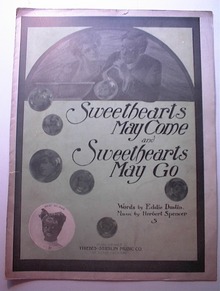 Sweethearts
May Come
and
Sweethearts
May Go
Words by Eddie Dustin
Music by Herbert Spencer